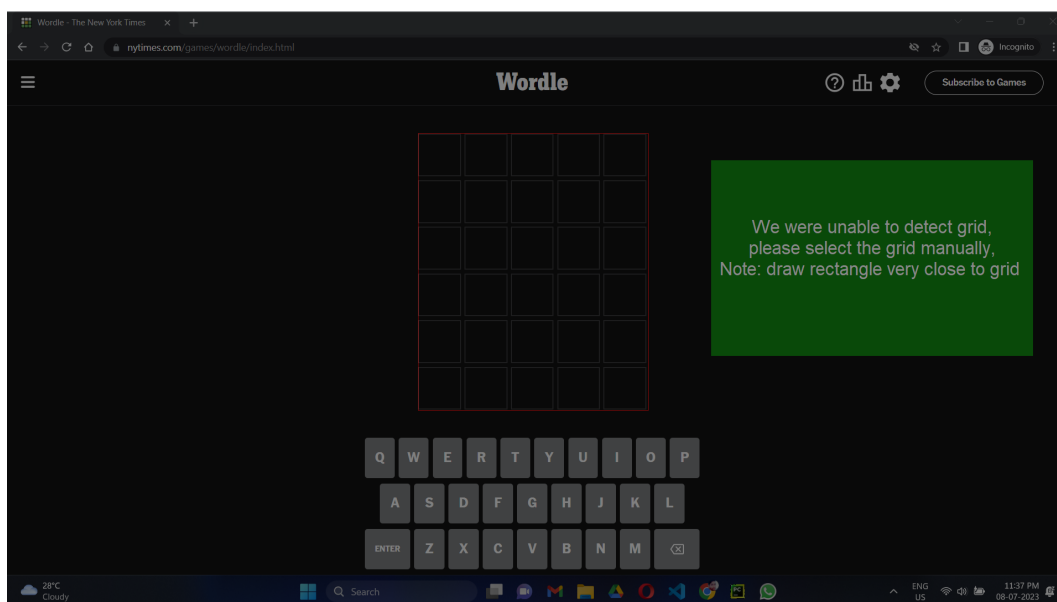 Wordle - The New York Times
nytimes.com/games/wordle/index.html
Incognito
Wordle
Subscribe to Games
We were unable to detect grid,
please select the grid manually,
Note: draw rectangle very close to grid
Q W E R T Y U I O P
A S D F G H J K L
ENTER Z X C V B N M
28°C
Cloudy
Search
ENG
US
11:37 PM
08-07-2023